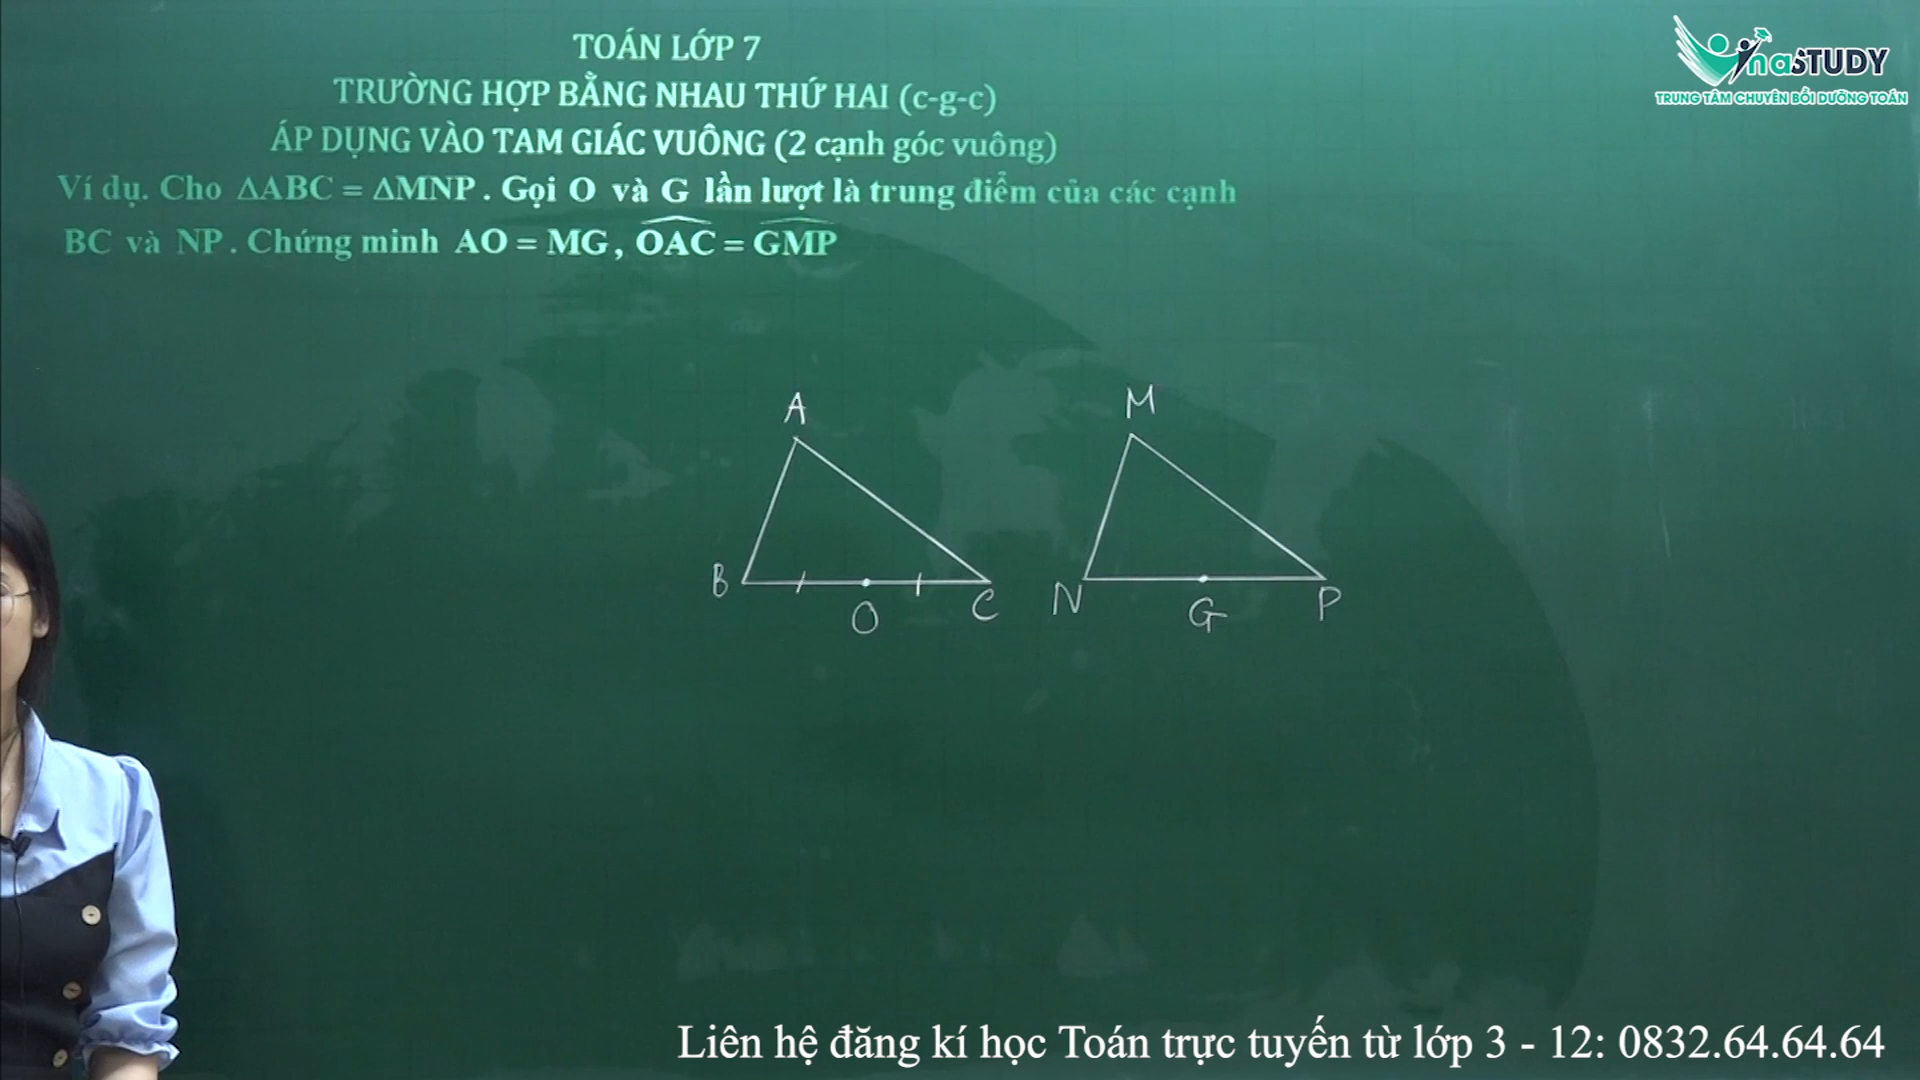 TOÁN LỚP 7
TRƯỜNG HỢP BẰNG NHAU THỨ HAI (c-g-c)
ÁP DỤNG VÀO TAM GIÁC VUÔNG (2 cạnh góc vuông)
Ví dụ. Cho ΔABC = ΔMNP . Gọi O và G lần lượt là trung điểm của các cạnh
BC và NP . Chứng minh AO = MG , \widehat{OAC} = \widehat{GMP}
VinaSTUDY
TRUNG TÂM CHUYÊN BỒI DƯỠNG TOÁN
A
M
B
O
C
N
G
P
Liên hệ đăng kí học Toán trực tuyến từ lớp 3 - 12: 0832.64.64.64